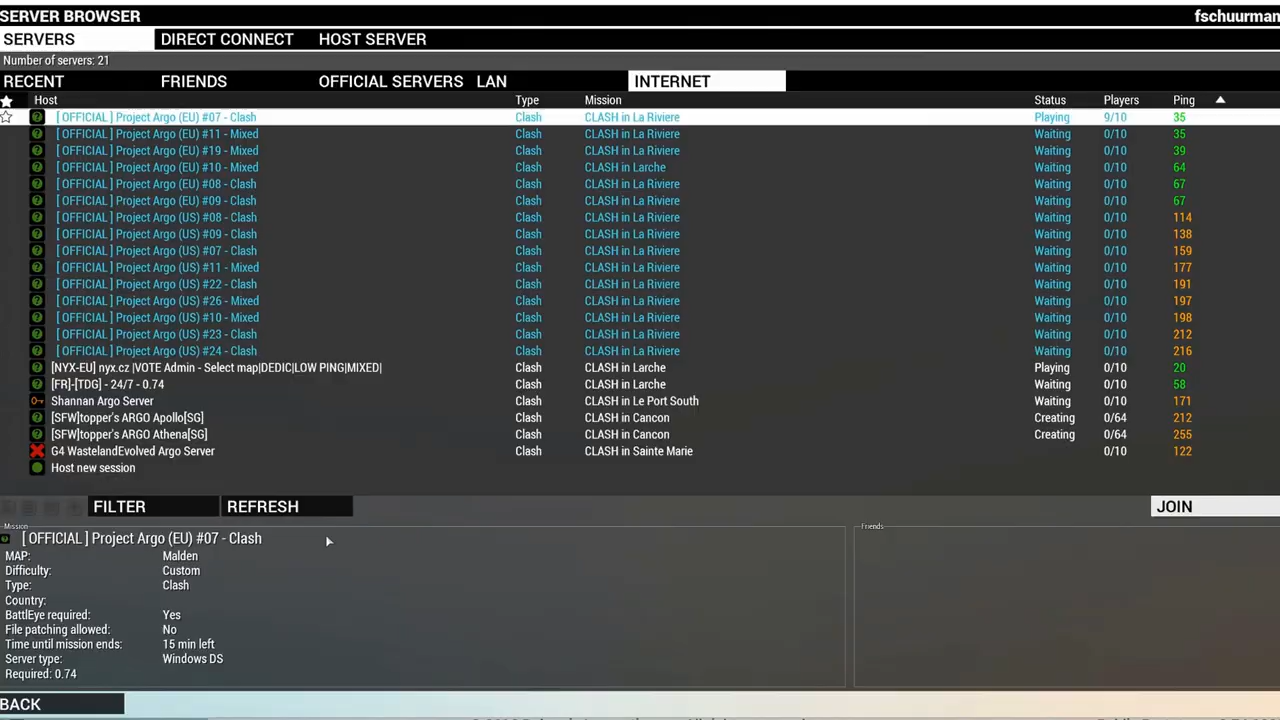 SERVER BROWSER fschuurman
SERVERS DIRECT CONNECT HOST SERVER
Number of servers: 21
RECENT FRIENDS OFFICIAL SERVERS LAN INTERNET
Host Type Mission Status Players Ping
[ OFFICIAL ] Project Argo (EU) #07 - Clash Clash CLASH in La Riviere Playing 9/10 35
[ OFFICIAL ] Project Argo (EU) #11 - Mixed Clash CLASH in La Riviere Waiting 0/10 35
[ OFFICIAL ] Project Argo (EU) #19 - Mixed Clash CLASH in La Riviere Waiting 0/10 39
[ OFFICIAL ] Project Argo (EU) #10 - Mixed Clash CLASH in Larche Waiting 0/10 64
[ OFFICIAL ] Project Argo (EU) #08 - Clash Clash CLASH in La Riviere Waiting 0/10 67
[ OFFICIAL ] Project Argo (EU) #09 - Clash Clash CLASH in La Riviere Waiting 0/10 67
[ OFFICIAL ] Project Argo (US) #08 - Clash Clash CLASH in La Riviere Waiting 0/10 114
[ OFFICIAL ] Project Argo (US) #09 - Clash Clash CLASH in La Riviere Waiting 0/10 138
[ OFFICIAL ] Project Argo (US) #07 - Clash Clash CLASH in La Riviere Waiting 0/10 159
[ OFFICIAL ] Project Argo (US) #11 - Mixed Clash CLASH in La Riviere Waiting 0/10 177
[ OFFICIAL ] Project Argo (US) #22 - Clash Clash CLASH in La Riviere Waiting 0/10 191
[ OFFICIAL ] Project Argo (US) #26 - Mixed Clash CLASH in La Riviere Waiting 0/10 197
[ OFFICIAL ] Project Argo (US) #10 - Mixed Clash CLASH in La Riviere Waiting 0/10 198
[ OFFICIAL ] Project Argo (US) #23 - Clash Clash CLASH in La Riviere Waiting 0/10 212
[ OFFICIAL ] Project Argo (US) #24 - Clash Clash CLASH in La Riviere Waiting 0/10 216
[NYX-EU] nyx.cz |VOTE Admin - Select map|DEDIC|LOW PING|MIXED| Clash CLASH in Larche Playing 0/10 20
[FR]-[TDG] - 24/7 - 0.74 Clash CLASH in Larche Waiting 0/10 58
Shannan Argo Server Clash CLASH in Le Port South Waiting 0/10 171
[SFW]topper's ARGO Apollo[SG] Clash CLASH in Cancon Creating 0/64 212
[SFW]topper's ARGO Athena[SG] Clash CLASH in Cancon Creating 0/64 255
G4 WastelandEvolved Argo Server Clash CLASH in Sainte Marie 0/10 122
Host new session
FILTER REFRESH JOIN
Mission Friends
[ OFFICIAL ] Project Argo (EU) #07 - Clash
MAP: Malden
Difficulty: Custom
Type: Clash
Country:
BattlEye required: Yes
File patching allowed: No
Time until mission ends: 15 min left
Server type: Windows DS
Required: 0.74
BACK